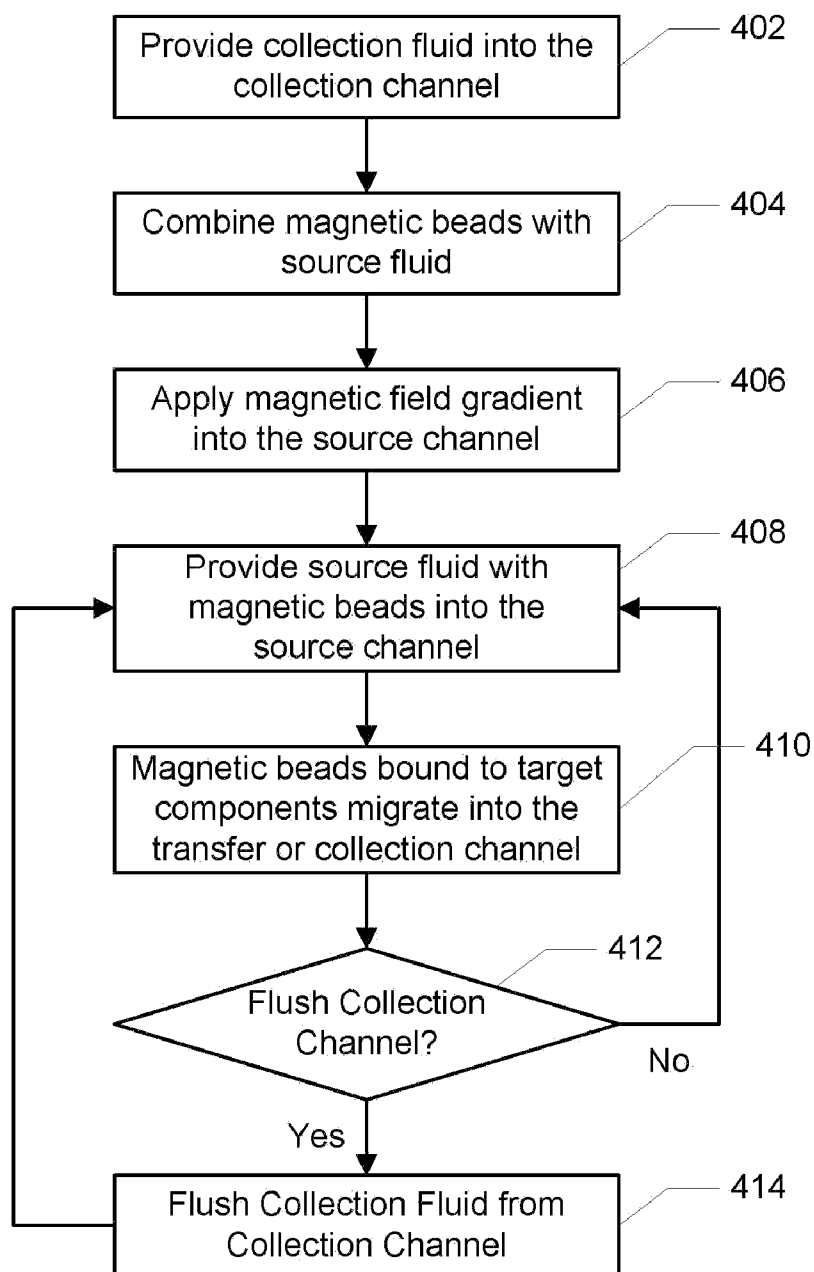 Provide collection fluid into the
collection channel
402
Combine magnetic beads with
source fluid
404
Apply magnetic field gradient
into the source channel
406
Provide source fluid with
magnetic beads into the
source channel
408
Magnetic beads bound to target
components migrate into the
transfer or collection channel
410
Flush Collection
Channel?
412
No
Yes
Flush Collection Fluid from
Collection Channel
414